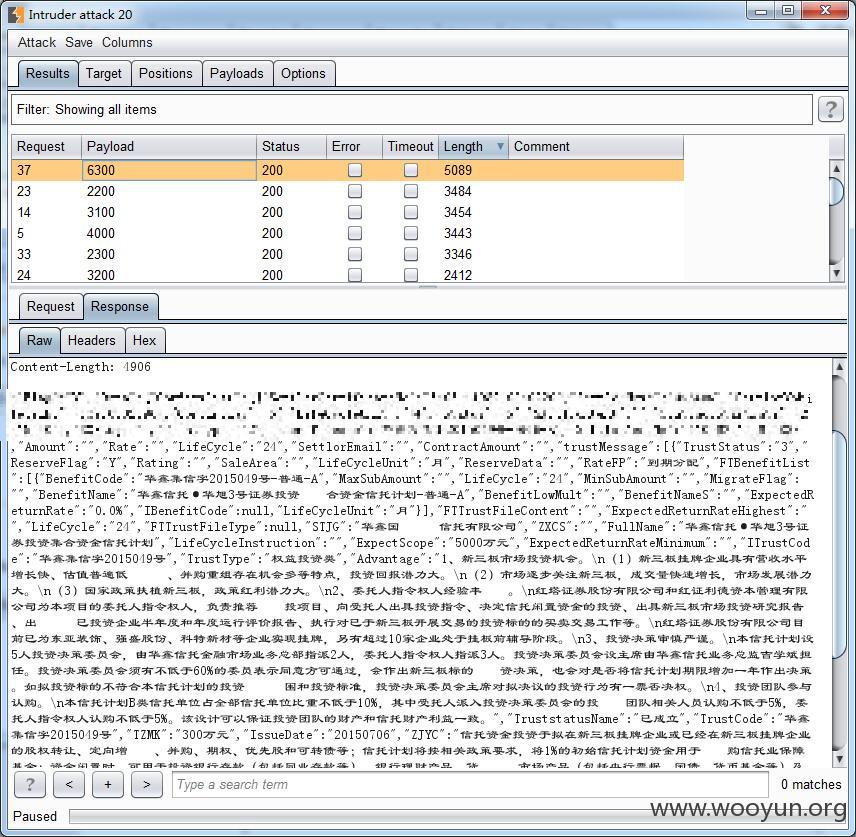 Intruder attack 20
Attack Save Columns
Results Target Positions Payloads Options
Filter: Showing all items
?
Request Payload Status Error Timeout Length Comment
37 6300 200 5089
23 2200 200 3484
14 3100 200 3454
5 4000 200 3443
33 2300 200 3346
24 3200 200 2412
Request Response
Raw Headers Hex
Content-Length: 4906
,"Amount":"","Rate":"","LifeCycle":"24","SettlorEmail":"","ContractAmount":"","trustMessage":[{"TrustStatus":"3","
ReserveFlag":"Y","Rating":"","SaleArea":"","LifeCycleUnit":"月","ReserveData":"","RateFP":"到期分配","FTBenefitList
":[{"BenefitCode":"华鑫集信字2015049号-普通-A","MaxSubAmount":"","LifeCycle":"24","MinSubAmount":"","MigrateFlag":
"","BenefitName":"华鑫信托●华旭3号证券投资 合资金信托计划-普通-A","BenefitLowMult":"","BenefitNameS":"","ExpectedR
eturnRate":"0.0%","IBenefitCode":null,"LifeCycleUnit":"月"}],"FTTrustFileContent":"","ExpectedReturnRateHighest":"
","LifeCycle":"24","FTTrustFileType":null,"STJG":"华鑫国 信托有限公司","ZXCS":"","FullName":"华鑫信托●华旭3号证
券投资集合资金信托计划","LifeCycleInstruction":"","ExpectScope":"5000万元","ExpectedReturnRateMinimum":"","ITrustCod
e":"华鑫集信字2015049号","TrustType":"权益投资类","Advantage":"1、新三板市场投资机会。\n (1) 新三板挂牌企业具有营收水平
增长快、估值普遍低 、并购重组存在机会多等特点，投资回报潜力大。\n (2) 市场逐步关注新三板，成交量快速增长，市场发展潜力
大。\n (3) 国家政策扶植新三板，政策红利潜力大。\n2、委托人指令权人经验丰 。\n红塔证券股份有限公司和红证利德资本管理有限
公司为本项目的委托人指令权人，负责推荐 投项目、向受托人出具投资指令、决定信托闲置资金的投资、出具新三板市场投资研究报告
、出 已投资企业半年度和年度运行评价报告、执行对已于新三板开展交易的投资标的的买卖交易工作等。\n红塔证券股份有限公司目
前已为东亚装饰、强盛股份、科特新材等企业实现挂牌，另有超过10家企业处于挂板前辅导阶段。\n3、投资决策审慎严谨。\n本信托计划设
5人投资决策委员会，由华鑫信托金融市场业务总部指派2人，委托人指令权人指派3人。投资决策委员会设主席由华鑫信托业务总监吉学斌担
任。投资决策委员会须有不低于60%的委员表示同意方可通过，会作出新三板标的 资决策，也会对是否将信托计划期限增加一年作出决策
。如拟投资标的不符合本信托计划的投资 围和投资标准，投资决策委员会主席对拟决议的投资行为有一票否决权。\n4、投资团队参与
认购。\n本信托计划B类信托单位占全部信托单位比重不低于10%，其中受托人派入投资决策委员会的投 团队相关人员认购不低于5%，委
托人指令权人认购不低于5%。该设计可以保证投资团队的财产和信托财产利益一致。","TruststatusName":"已成立","TrustCode":"华鑫
集信字2015049号","TZMK":"300万元","IssueDate":"20150706","ZJYC":"信托资金投资于拟在新三板挂牌企业或已经在新三板挂牌企业
的股权转让、定向增 、并购、期权、优先股和可转债等；信托计划将按相关政策要求，将1%的初始信托计划资金用于 购信托业保障
?
<
+
>
Type a search term
0 matches
Paused
www.wooyun.org